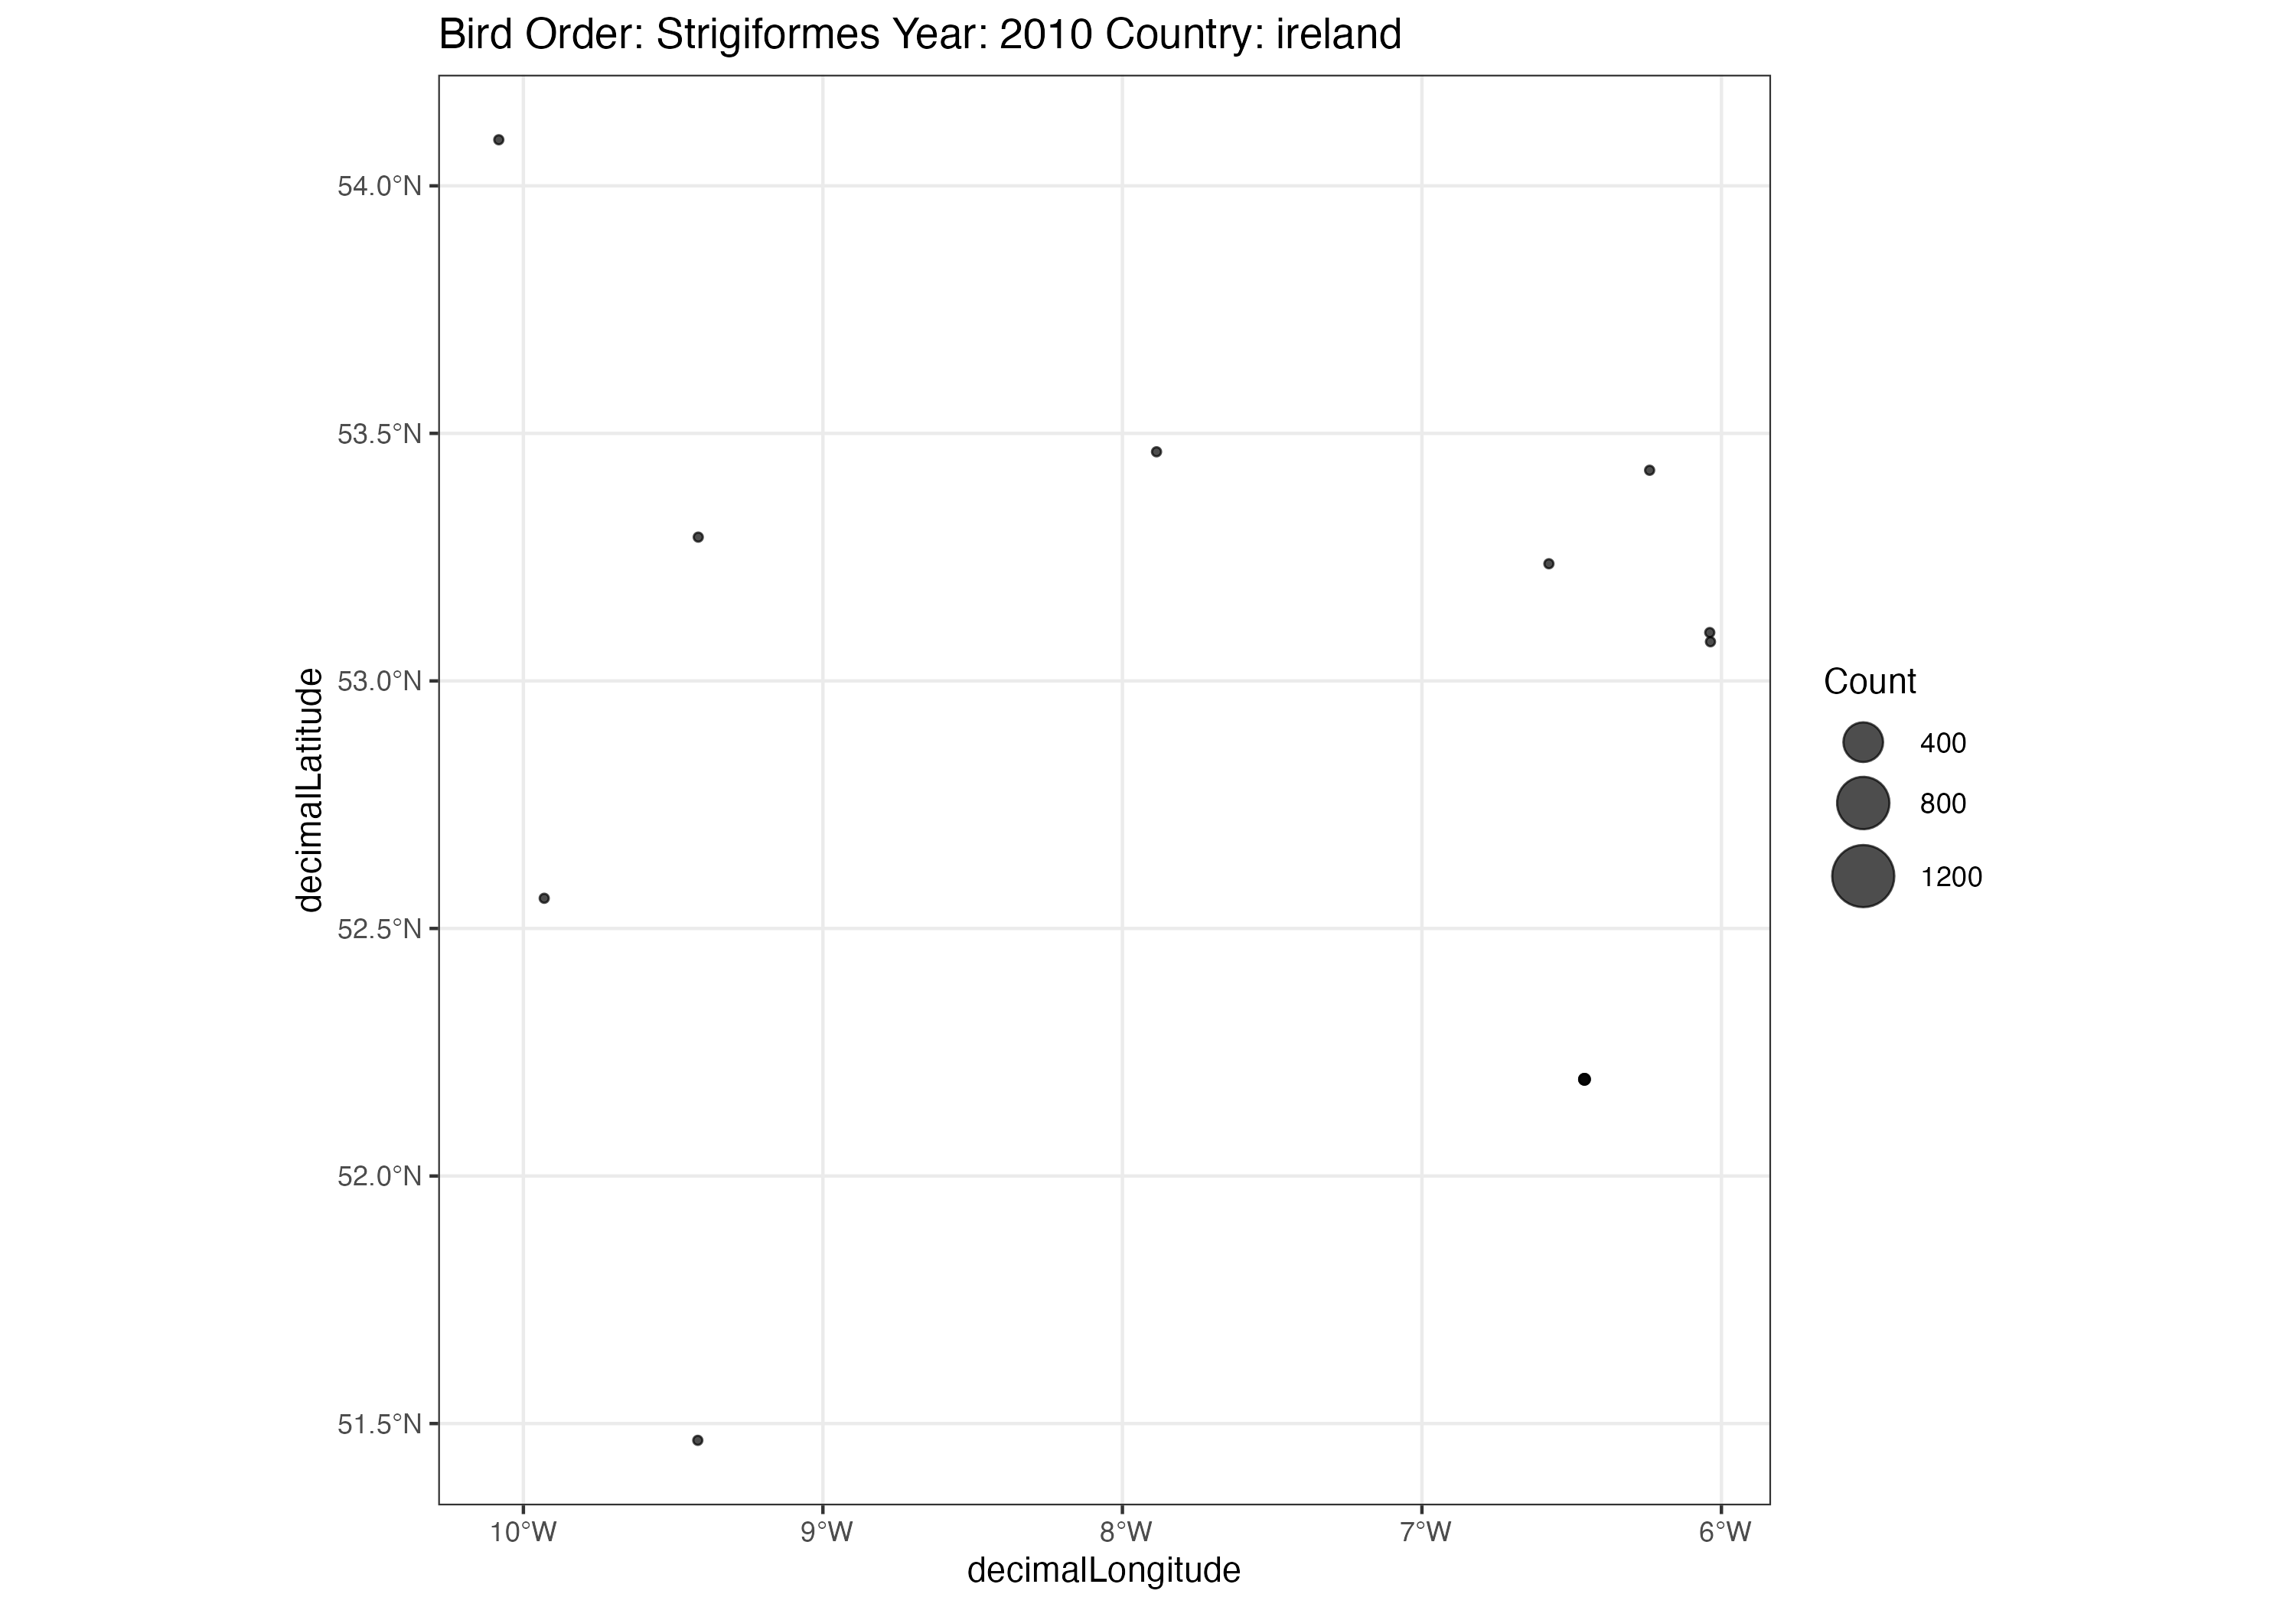 Bird Order: Strigiformes Year: 2010 Country: ireland
54.0°N
53.5°N
53.0°N
52.5°N
52.0°N
51.5°N
decimalLatitude
10°W
9°W
8°W
7°W
6°W
decimalLongitude
Count
400
800
1200